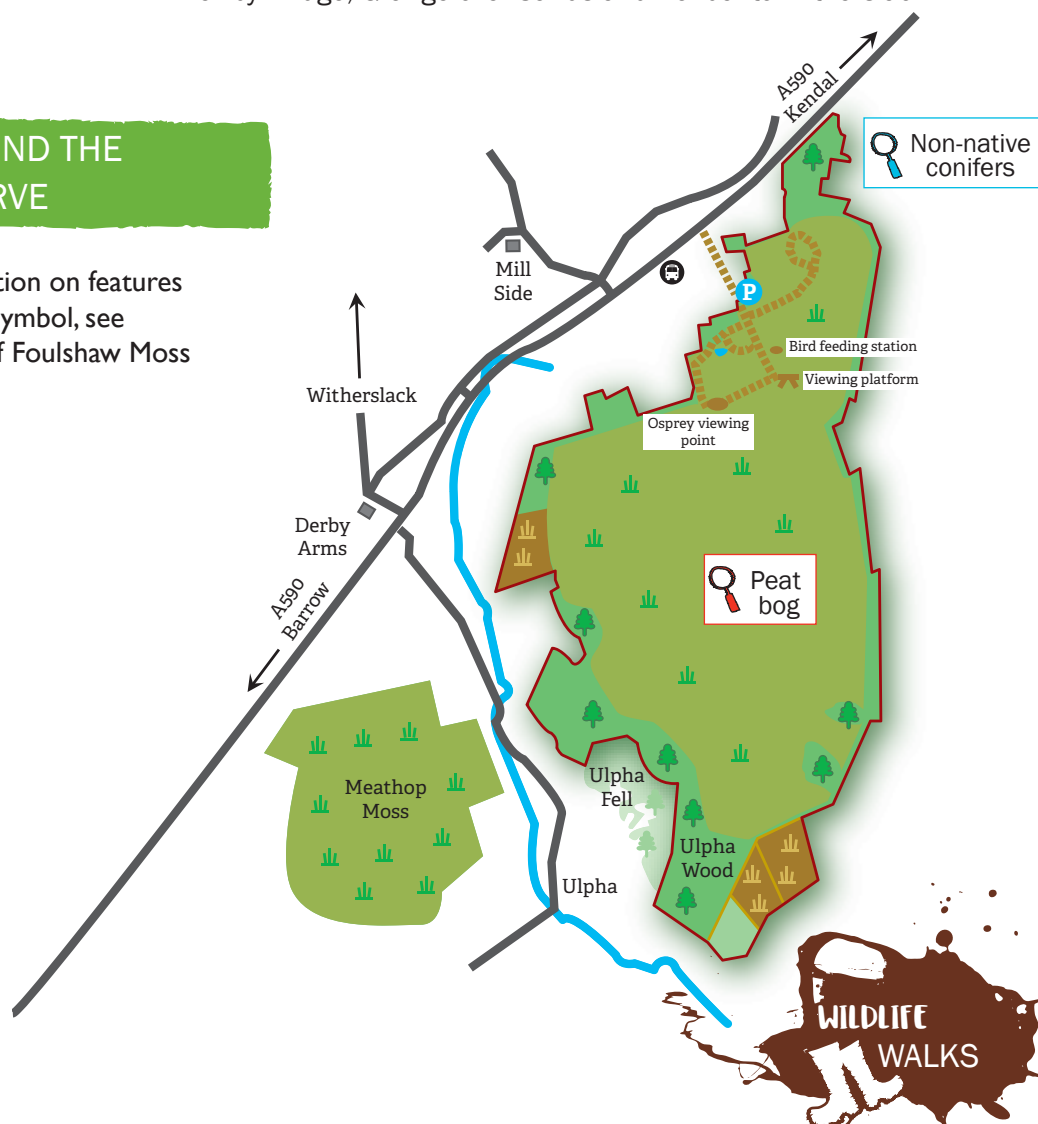 ND THE
RVE
tion on features
ymbol, see
f Foulshaw Moss
A590
Kendal
Non-native
conifers
Mill
Side
P
Bird feeding station
Viewing platform
Witherslack
Osprey viewing
point
Derby
Arms
Peat
bog
A590
Barrow
Meathop
Moss
Ulpha
Fell
Ulpha
Wood
Ulpha
WILDLIFE
WALKS